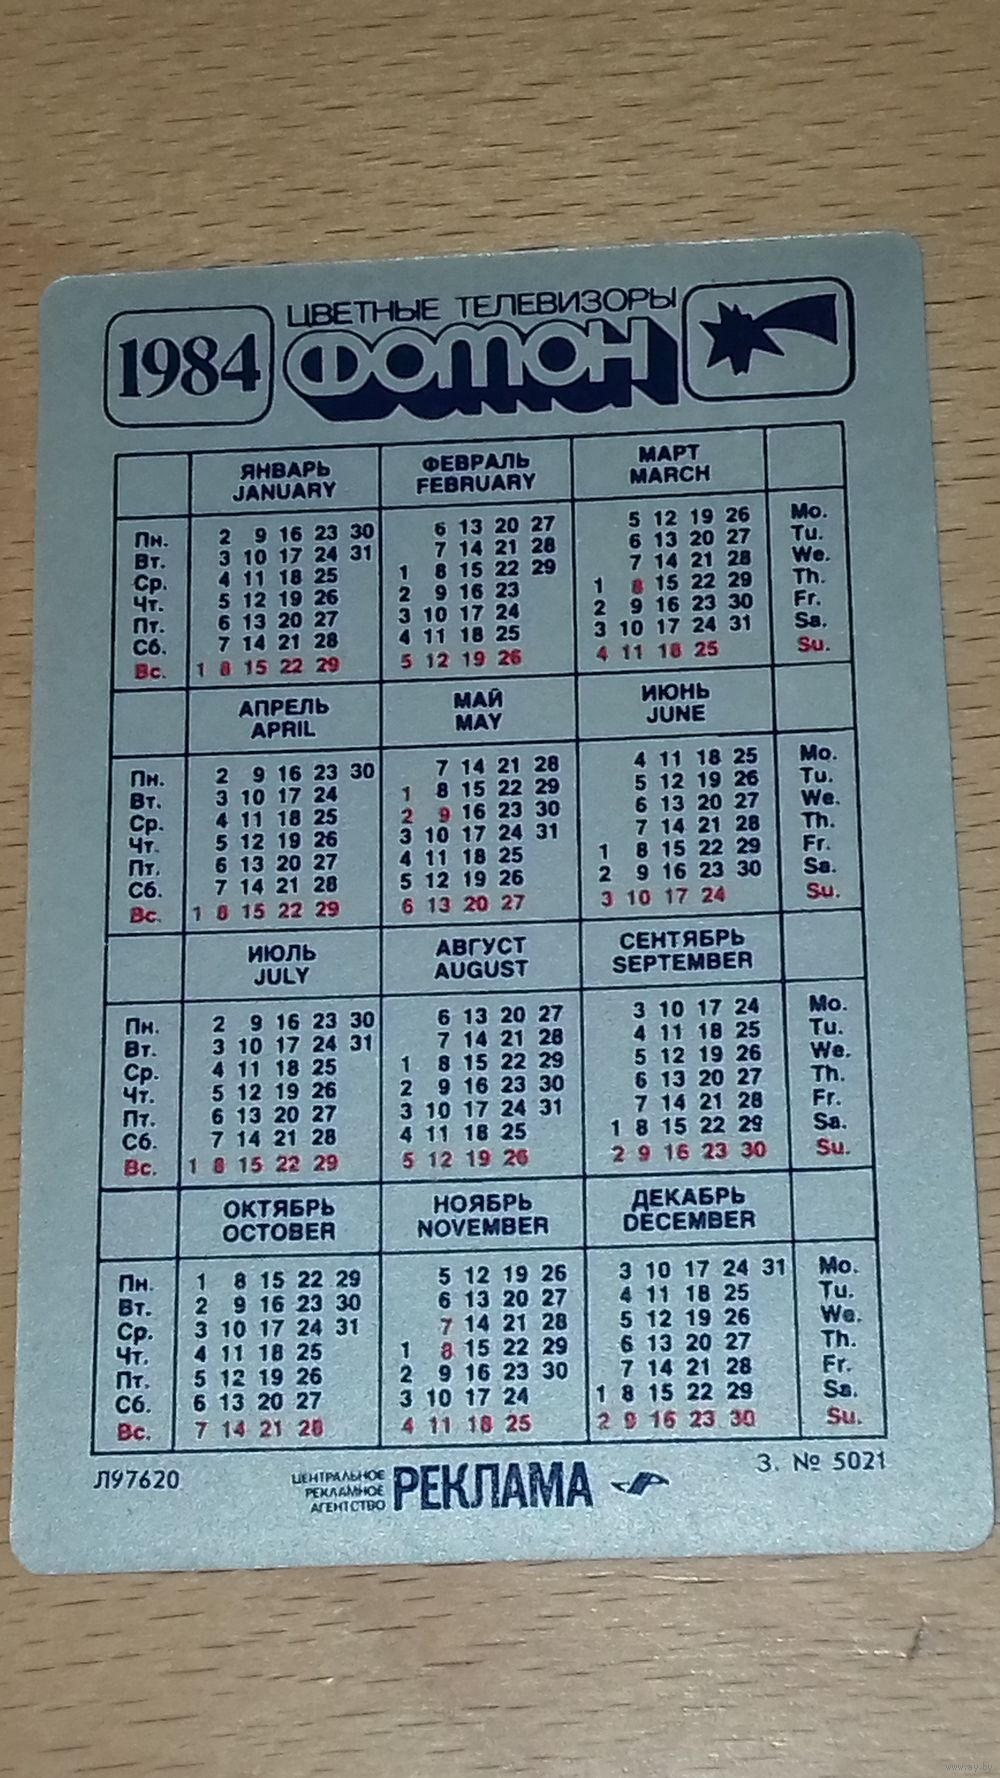 1984
ЦВЕТНЫЕ ТЕЛЕВИЗОРЫ
ФОТОН
ЯНВАРЬ ФЕВРАЛЬ МАРТ
JANUARY FEBRUARY MARCH
Пн. 2 9 16 23 30 6 13 20 27 5 12 19 26 Mo.
Вт. 3 10 17 24 31 7 14 21 28 6 13 20 27 Tu.
Ср. 4 11 18 25 1 8 15 22 29 7 14 21 28 We.
Чт. 5 12 19 26 2 9 16 23 1 8 15 22 29 Th.
Пт. 6 13 20 27 3 10 17 24 2 9 16 23 30 Fr.
Сб. 7 14 21 28 4 11 18 25 3 10 17 24 31 Sa.
Вс. 1 8 15 22 29 5 12 19 26 4 11 18 25 Su.
АПРЕЛЬ МАЙ ИЮНЬ
APRIL MAY JUNE
Пн. 2 9 16 23 30 7 14 21 28 4 11 18 25 Mo.
Вт. 3 10 17 24 1 8 15 22 29 5 12 19 26 Tu.
Ср. 4 11 18 25 2 9 16 23 30 6 13 20 27 We.
Чт. 5 12 19 26 3 10 17 24 31 7 14 21 28 Th.
Пт. 6 13 20 27 4 11 18 25 1 8 15 22 29 Fr.
Сб. 7 14 21 28 5 12 19 26 2 9 16 23 30 Sa.
Вс. 1 8 15 22 29 6 13 20 27 3 10 17 24 Su.
ИЮЛЬ АВГУСТ СЕНТЯБРЬ
JULY AUGUST SEPTEMBER
Пн. 2 9 16 23 30 6 13 20 27 3 10 17 24 Mo.
Вт. 3 10 17 24 31 7 14 21 28 4 11 18 25 Tu.
Ср. 4 11 18 25 1 8 15 22 29 5 12 19 26 We.
Чт. 5 12 19 26 2 9 16 23 30 6 13 20 27 Th.
Пт. 6 13 20 27 3 10 17 24 31 7 14 21 28 Fr.
Сб. 7 14 21 28 4 11 18 25 1 8 15 22 29 Sa.
Вс. 1 8 15 22 29 5 12 19 26 2 9 16 23 30 Su.
ОКТЯБРЬ НОЯБРЬ ДЕКАБРЬ
OCTOBER NOVEMBER DECEMBER
Пн. 1 8 15 22 29 5 12 19 26 3 10 17 24 31 Mo.
Вт. 2 9 16 23 30 6 13 20 27 4 11 18 25 Tu.
Ср. 3 10 17 24 31 7 14 21 28 5 12 19 26 We.
Чт. 4 11 18 25 1 8 15 22 29 6 13 20 27 Th.
Пт. 5 12 19 26 2 9 16 23 30 7 14 21 28 Fr.
Сб. 6 13 20 27 3 10 17 24 1 8 15 22 29 Sa.
Вс. 7 14 21 28 4 11 18 25 2 9 16 23 30 Su.
Л97620
ЦЕНТРАЛЬНОЕ
РЕКЛАМНОЕ
АГЕНТСТВО
РЕКЛАМА
З. № 5021
www.ay.by